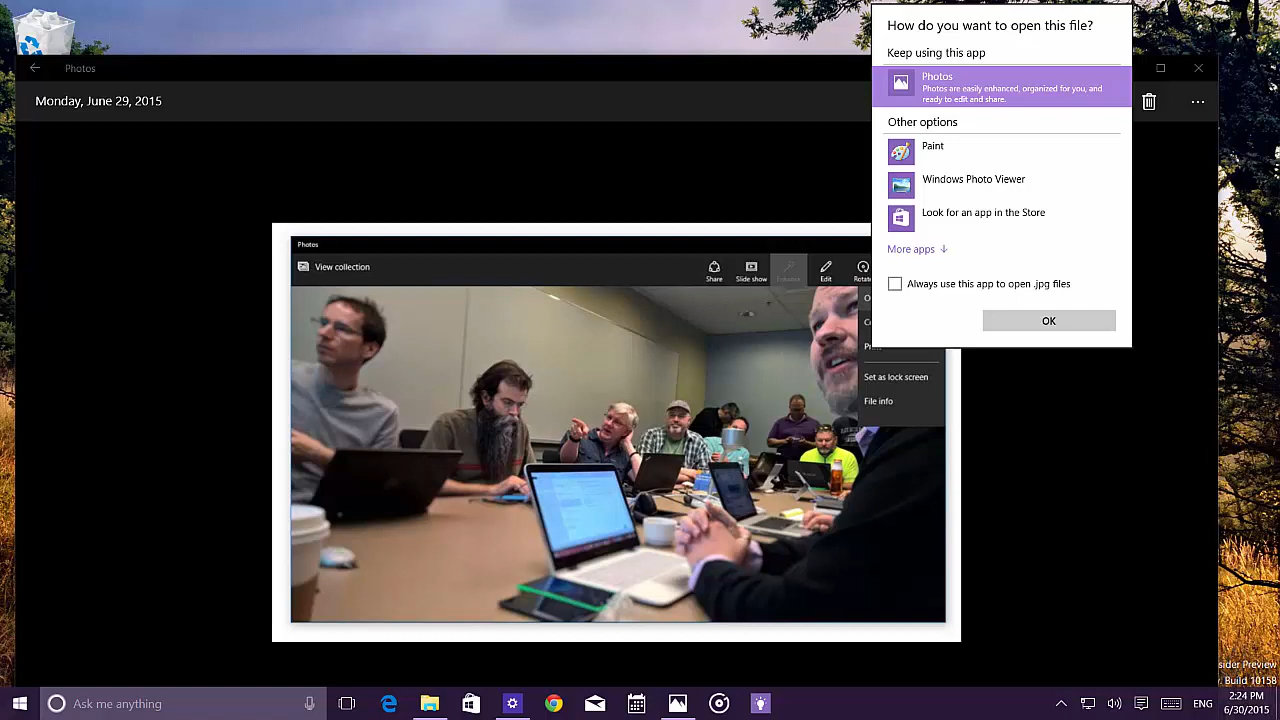 How do you want to open this file?
Keep using this app
Photos
Photos are easily enhanced, organized for you, and
ready to edit and share.
Other options
Paint
Windows Photo Viewer
Look for an app in the Store
More apps
Always use this app to open .jpg files
OK
Photos
Monday, June 29, 2015
Photos
View collection
Share
Slide show
Enhance
Edit
Rotate
Set as lock screen
File info
sider Preview
Build 10158
Ask me anything
ENG
2:24 PM
6/30/2015